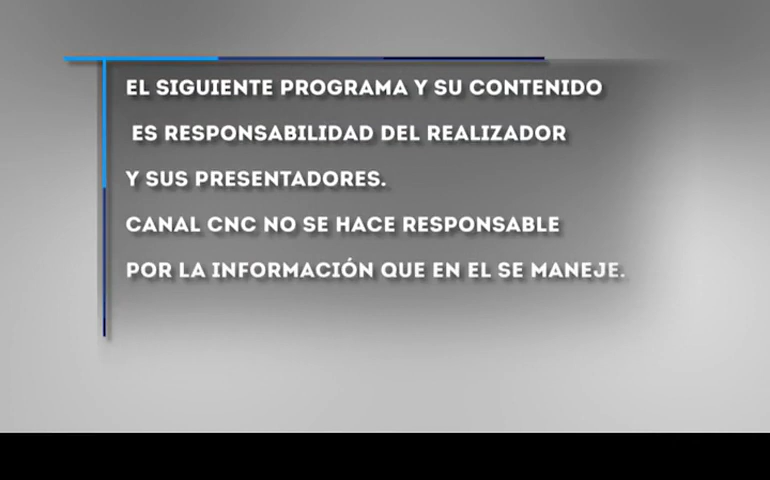 EL SIGUIENTE PROGRAMA Y SU CONTENIDO
ES RESPONSABILIDAD DEL REALIZADOR
Y SUS PRESENTADORES.
CANAL CNC NO SE HACE RESPONSABLE
POR LA INFORMACIÓN QUE EN EL SE MANEJE.